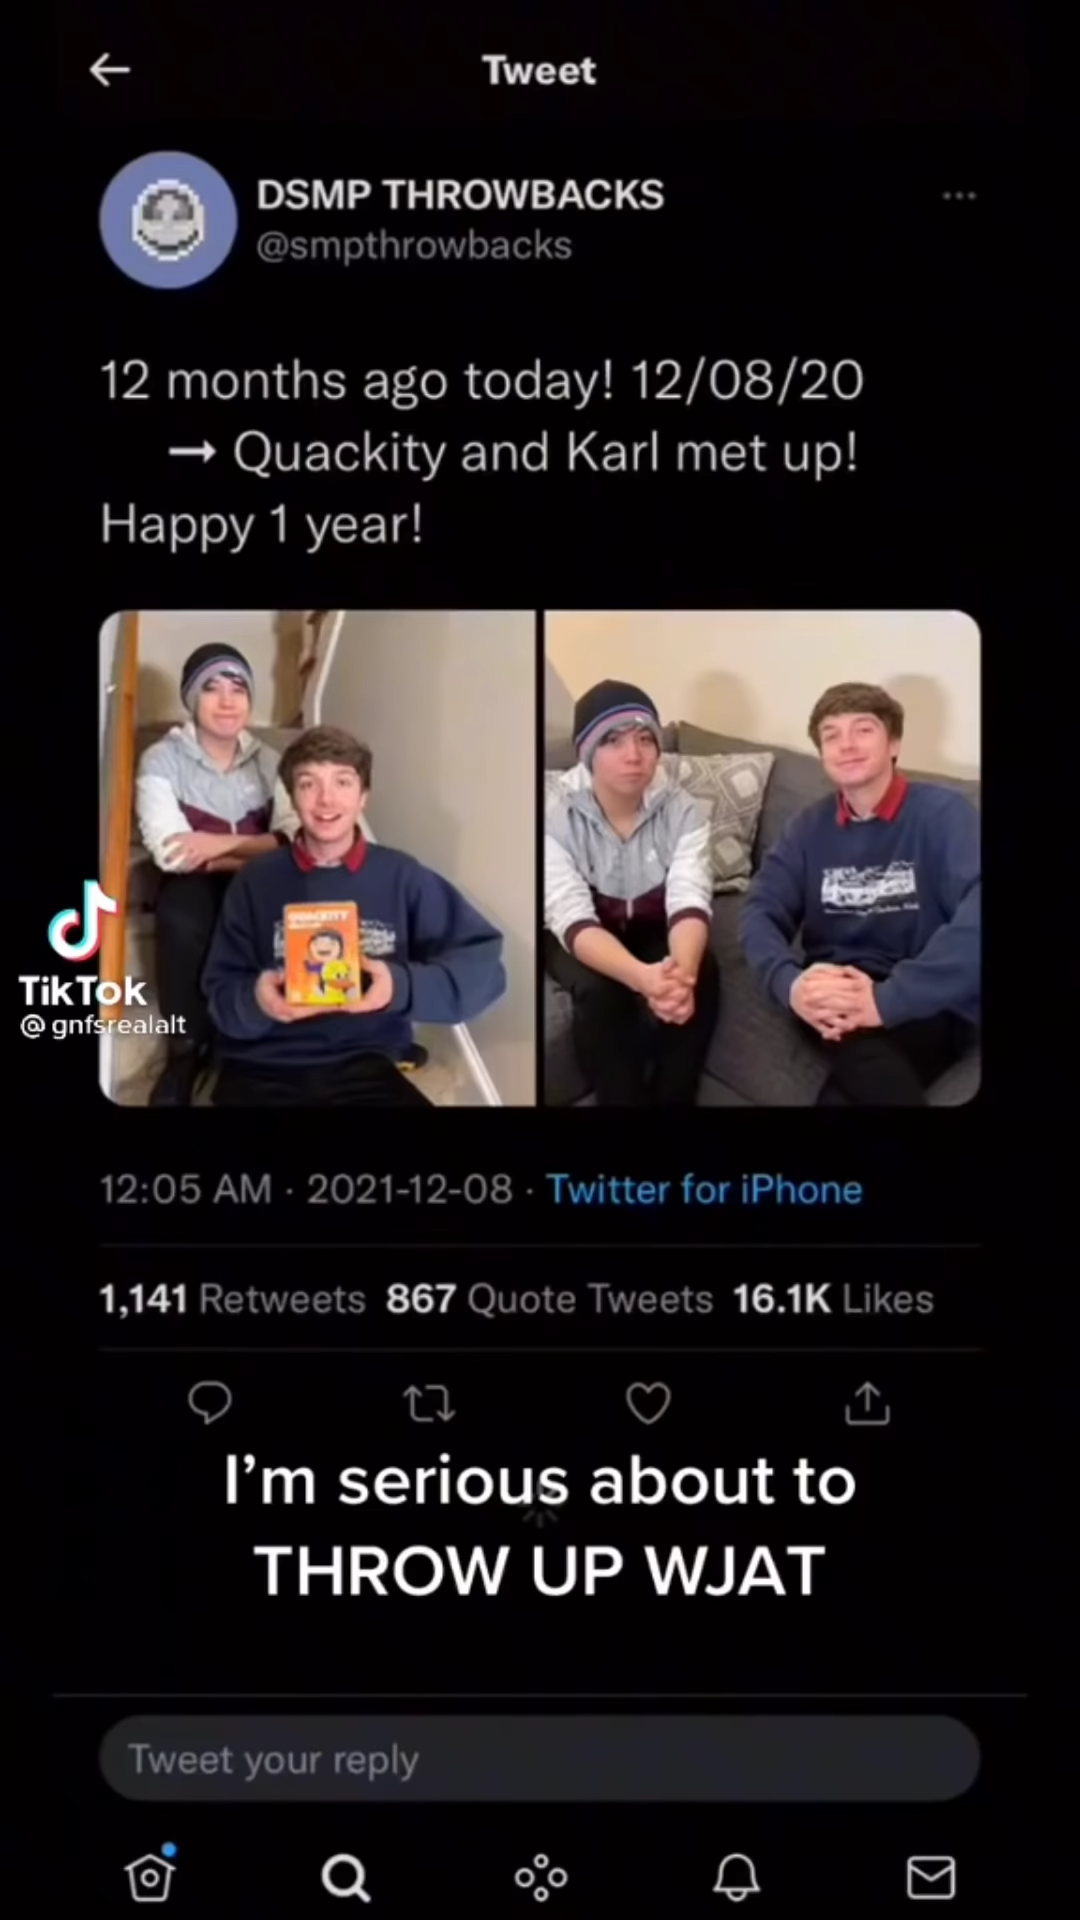 Tweet
DSMP THROWBACKS
@smpthrowbacks
12 months ago today! 12/08/20
→ Quackity and Karl met up!
Happy 1 year!
QUACKITY
TikTok
@ gnfsrealalt
12:05 AM · 2021-12-08 · Twitter for iPhone
1,141 Retweets 867 Quote Tweets 16.1K Likes
I'm serious about to
THROW UP WJAT
Tweet your reply